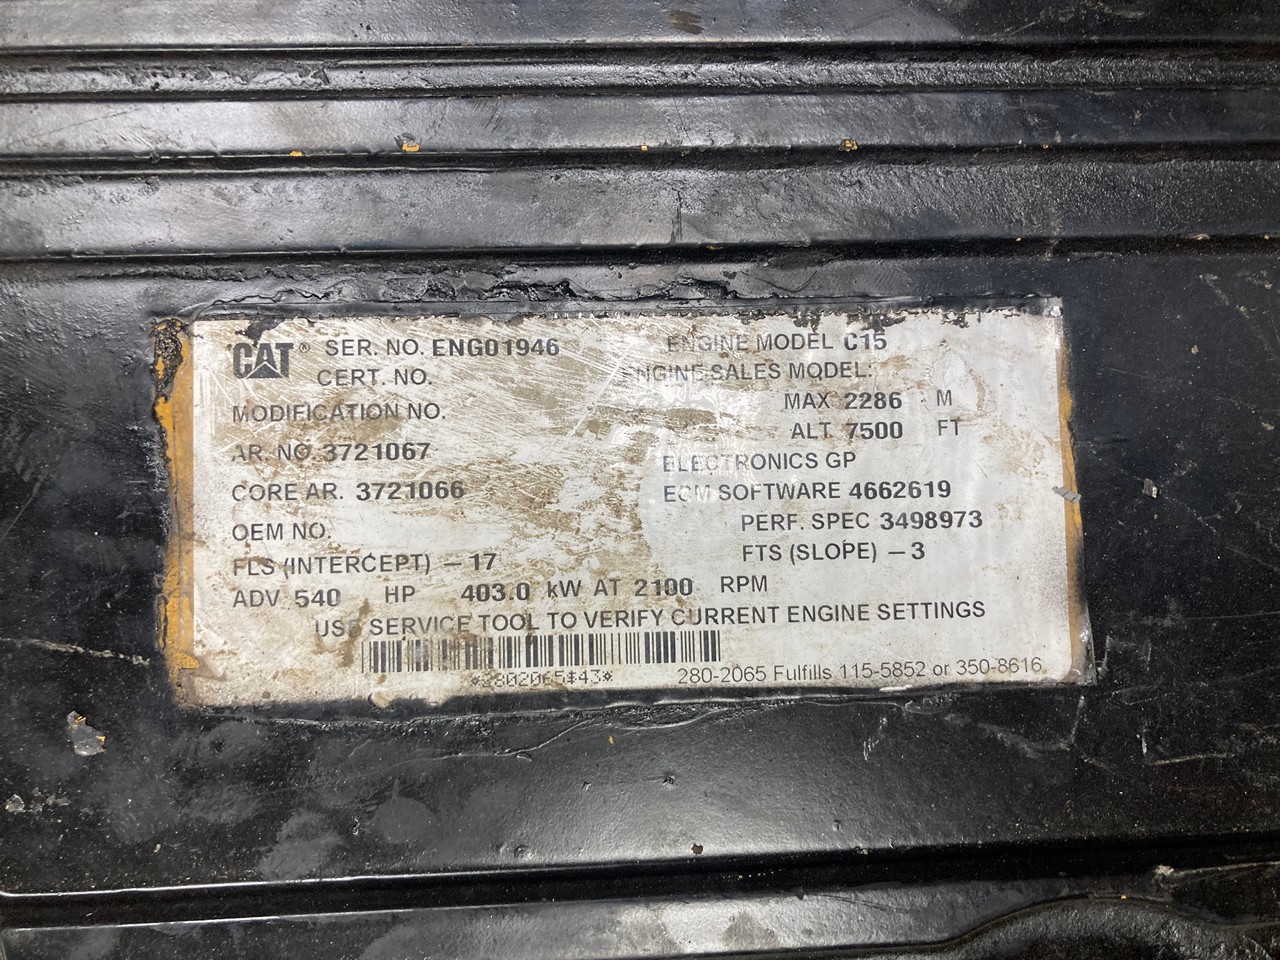 CAT® SER. NO. ENG01946 ENGINE MODEL C15
CERT. NO. ENGINE SALES MODEL:
MODIFICATION NO. MAX 2286 M
ALT 7500 FT
AR. NO 3721067 ELECTRONICS GP
CORE AR. 3721066 ECM SOFTWARE 4662619
OEM NO. PERF. SPEC 3498973
FLS (INTERCEPT) –17 FTS (SLOPE) –3
ADV 540 HP 403.0 kW AT 2100 RPM
USE SERVICE TOOL TO VERIFY CURRENT ENGINE SETTINGS
*2802065‡43* 280-2065 Fulfills 115-5852 or 350-8616